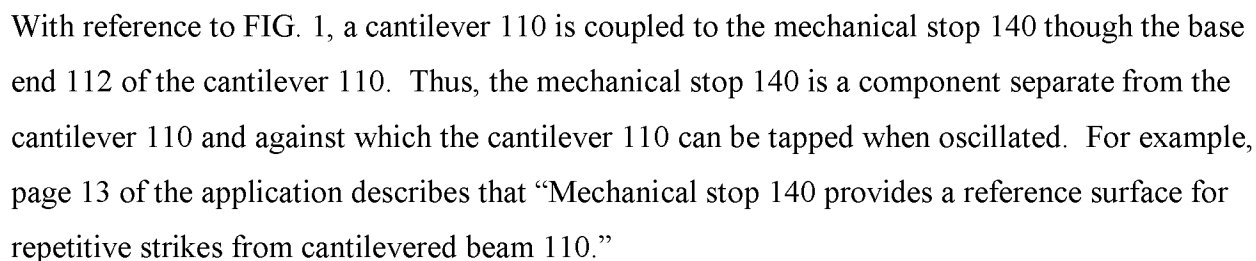 With reference to FIG. 1, a cantilever 110 is coupled to the mechanical stop 140 though the base
end 112 of the cantilever 110.  Thus, the mechanical stop 140 is a component separate from the
cantilever 110 and against which the cantilever 110 can be tapped when oscillated.  For example,
page 13 of the application describes that “Mechanical stop 140 provides a reference surface for
repetitive strikes from cantilevered beam 110.”